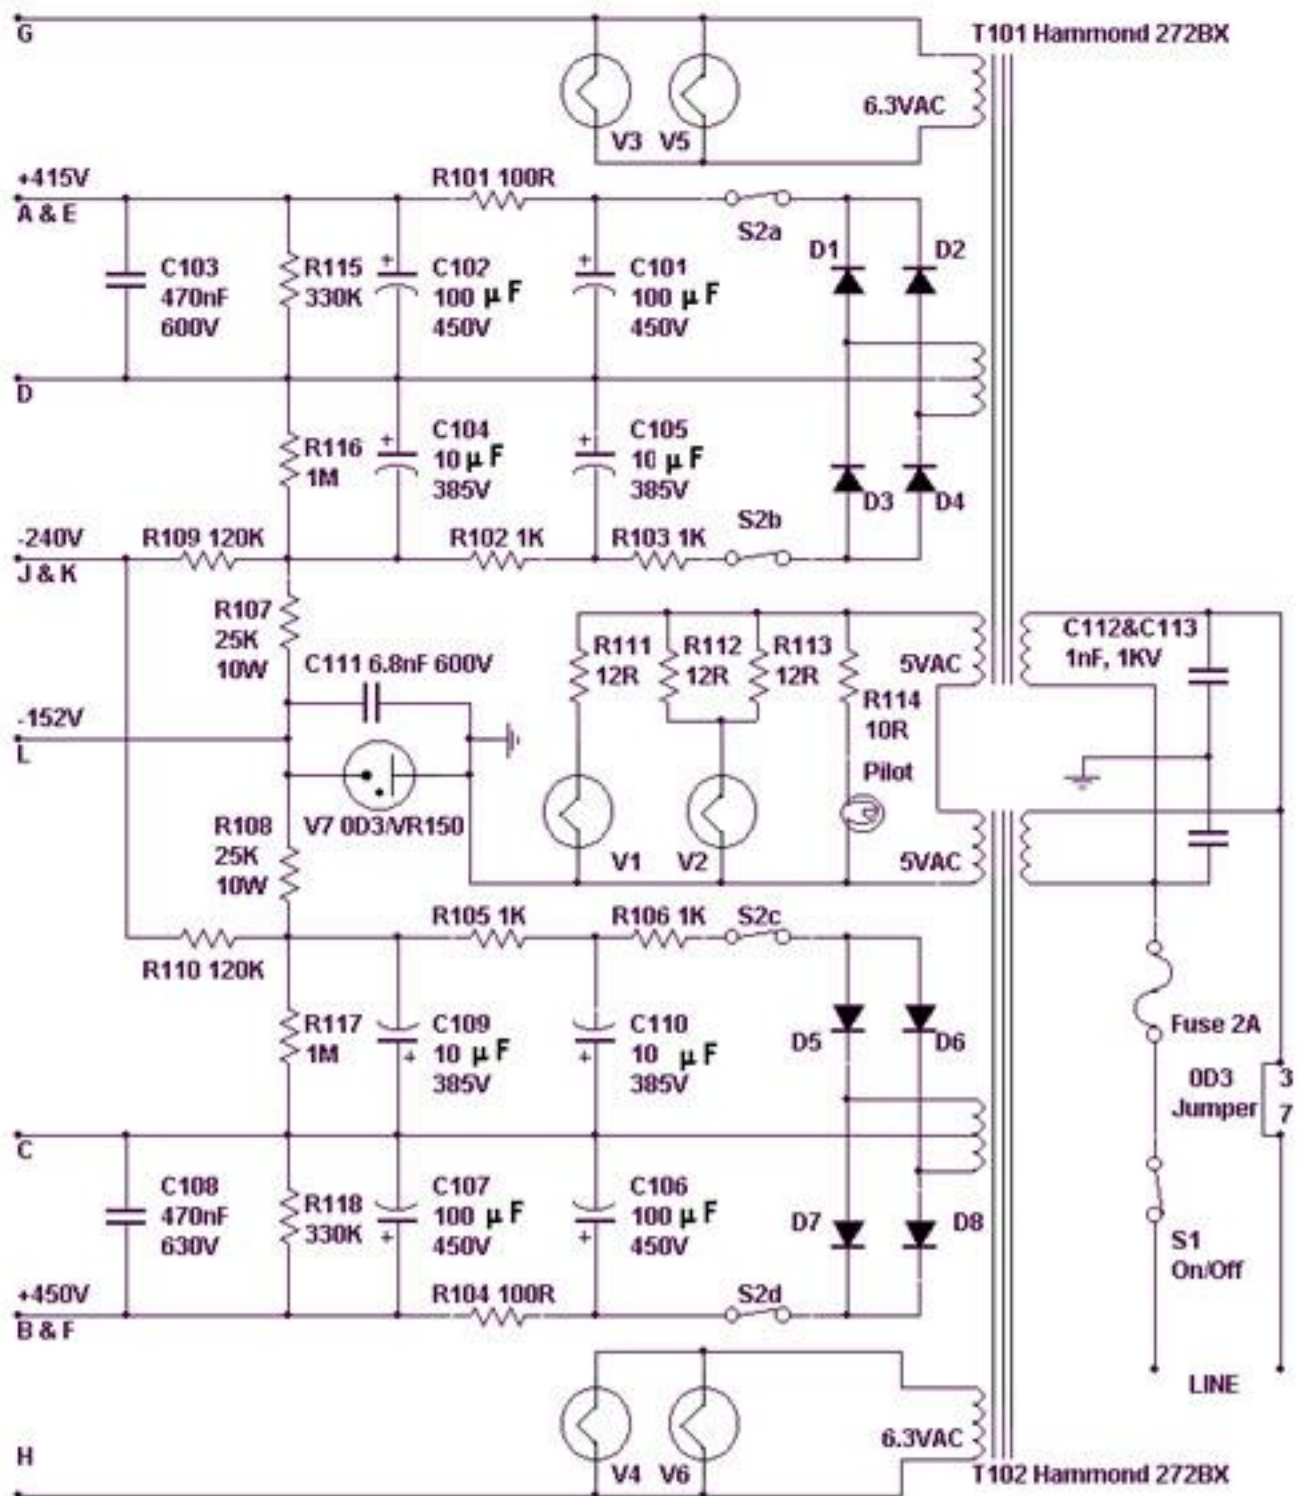 G
T101 Hammond 272BX
6.3VAC
V3 V5
+415V
A & E
R101 100R
S2a
D1
D2
C103
470nF
600V
R115
330K
C102
100 μF
450V
C101
100 μF
450V
D
R116
1M
C104
10 μF
385V
C105
10 μF
385V
D3
D4
-240V
J & K
R109 120K
R102 1K
R103 1K
S2b
R107
25K
10W
C111 6.8nF 600V
R111
12R
R112
12R
R113
12R
5VAC
C112&C113
1nF, 1KV
R114
10R
-152V
L
Pilot
V7 0D3/VR150
R108
25K
10W
V1
V2
5VAC
R105 1K
R106 1K
S2c
R110 120K
R117
1M
C109
10 μF
385V
C110
10 μF
385V
D5
D6
Fuse 2A
0D3
Jumper
3
7
C
C108
470nF
630V
R118
330K
C107
100 μF
450V
C106
100 μF
450V
D7
D8
S1
On/Off
+450V
B & F
R104 100R
S2d
LINE
H
6.3VAC
V4 V6
T102 Hammond 272BX